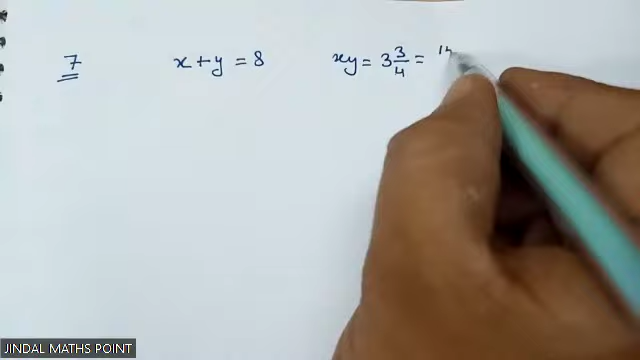 7 x + y = 8 xy = 3 3/4 =
JINDAL MATHS POINT